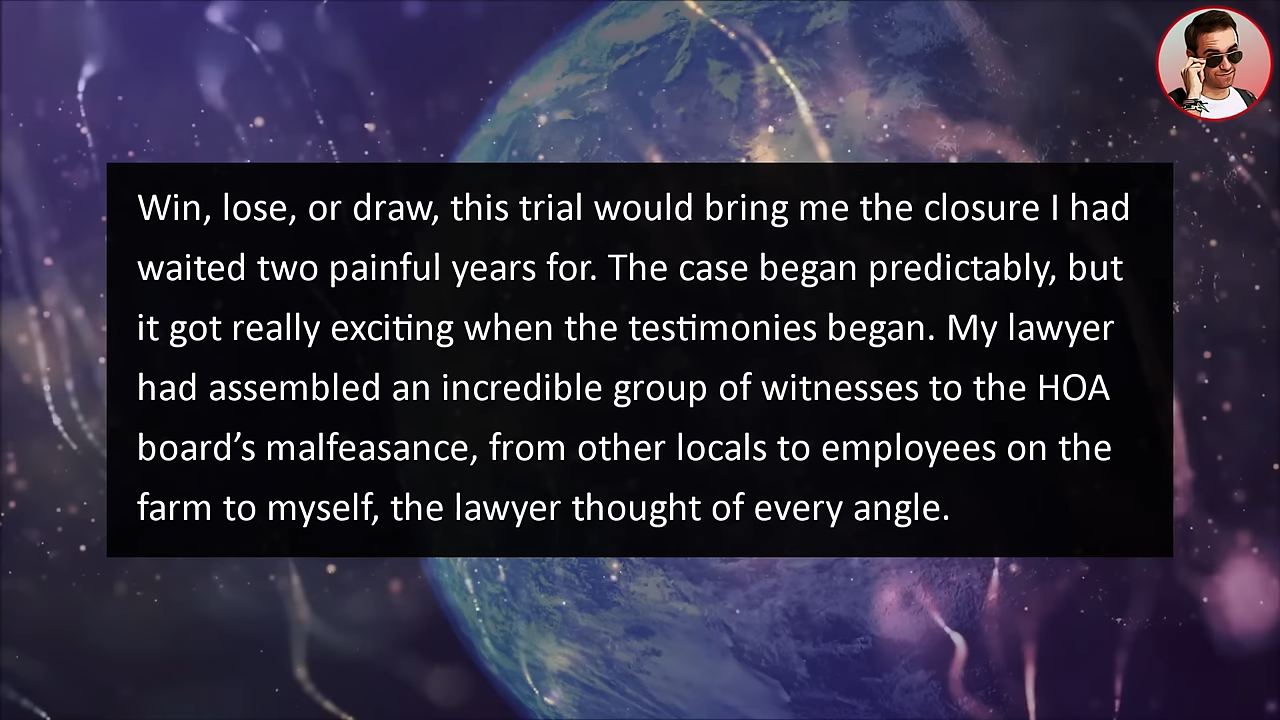 Win, lose, or draw, this trial would bring me the closure I had
waited two painful years for. The case began predictably, but
it got really exciting when the testimonies began. My lawyer
had assembled an incredible group of witnesses to the HOA
board’s malfeasance, from other locals to employees on the
farm to myself, the lawyer thought of every angle.